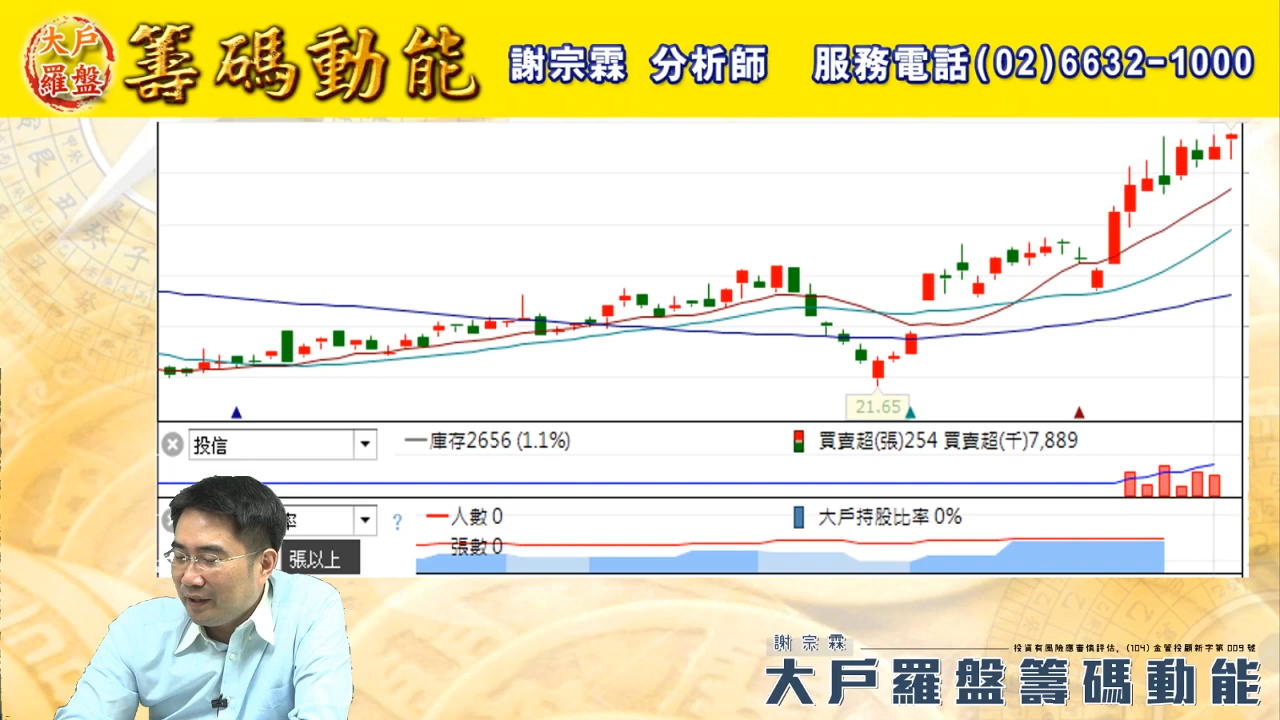 大戶
羅盤
籌碼動能
謝宗霖 分析師 服務電話(02)6632-1000
21.65
投信
庫存2656 (1.1%)
買賣超(張)254 買賣超(千)7,889
率
?
人數 0
大戶持股比率 0%
張數 0
張以上
謝宗霖
投資有風險應審慎評估, (104) 金管投顧新字第 009 號
大戶羅盤籌碼動能